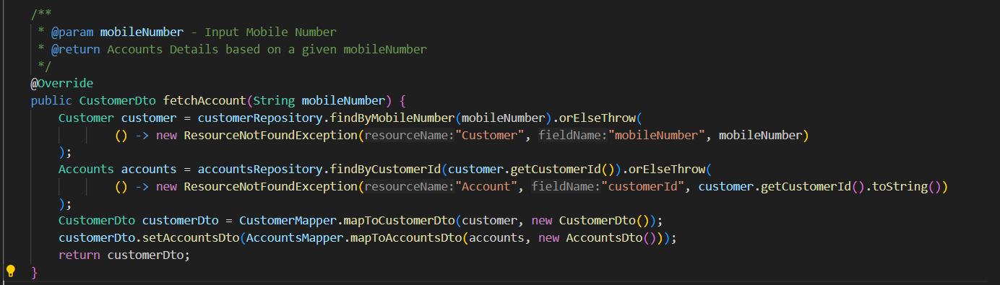 /**
 * @param mobileNumber - Input Mobile Number
 * @return Accounts Details based on a given mobileNumber
 */
@Override
public CustomerDto fetchAccount(String mobileNumber) {
    Customer customer = customerRepository.findByMobileNumber(mobileNumber).orElseThrow(
            () -> new ResourceNotFoundException(resourceName:"Customer", fieldName:"mobileNumber", mobileNumber)
    );
    Accounts accounts = accountsRepository.findByCustomerId(customer.getCustomerId()).orElseThrow(
            () -> new ResourceNotFoundException(resourceName:"Account", fieldName:"customerId", customer.getCustomerId().toString())
    );
    CustomerDto customerDto = CustomerMapper.mapToCustomerDto(customer, new CustomerDto());
    customerDto.setAccountsDto(AccountsMapper.mapToAccountsDto(accounts, new AccountsDto()));
    return customerDto;
}